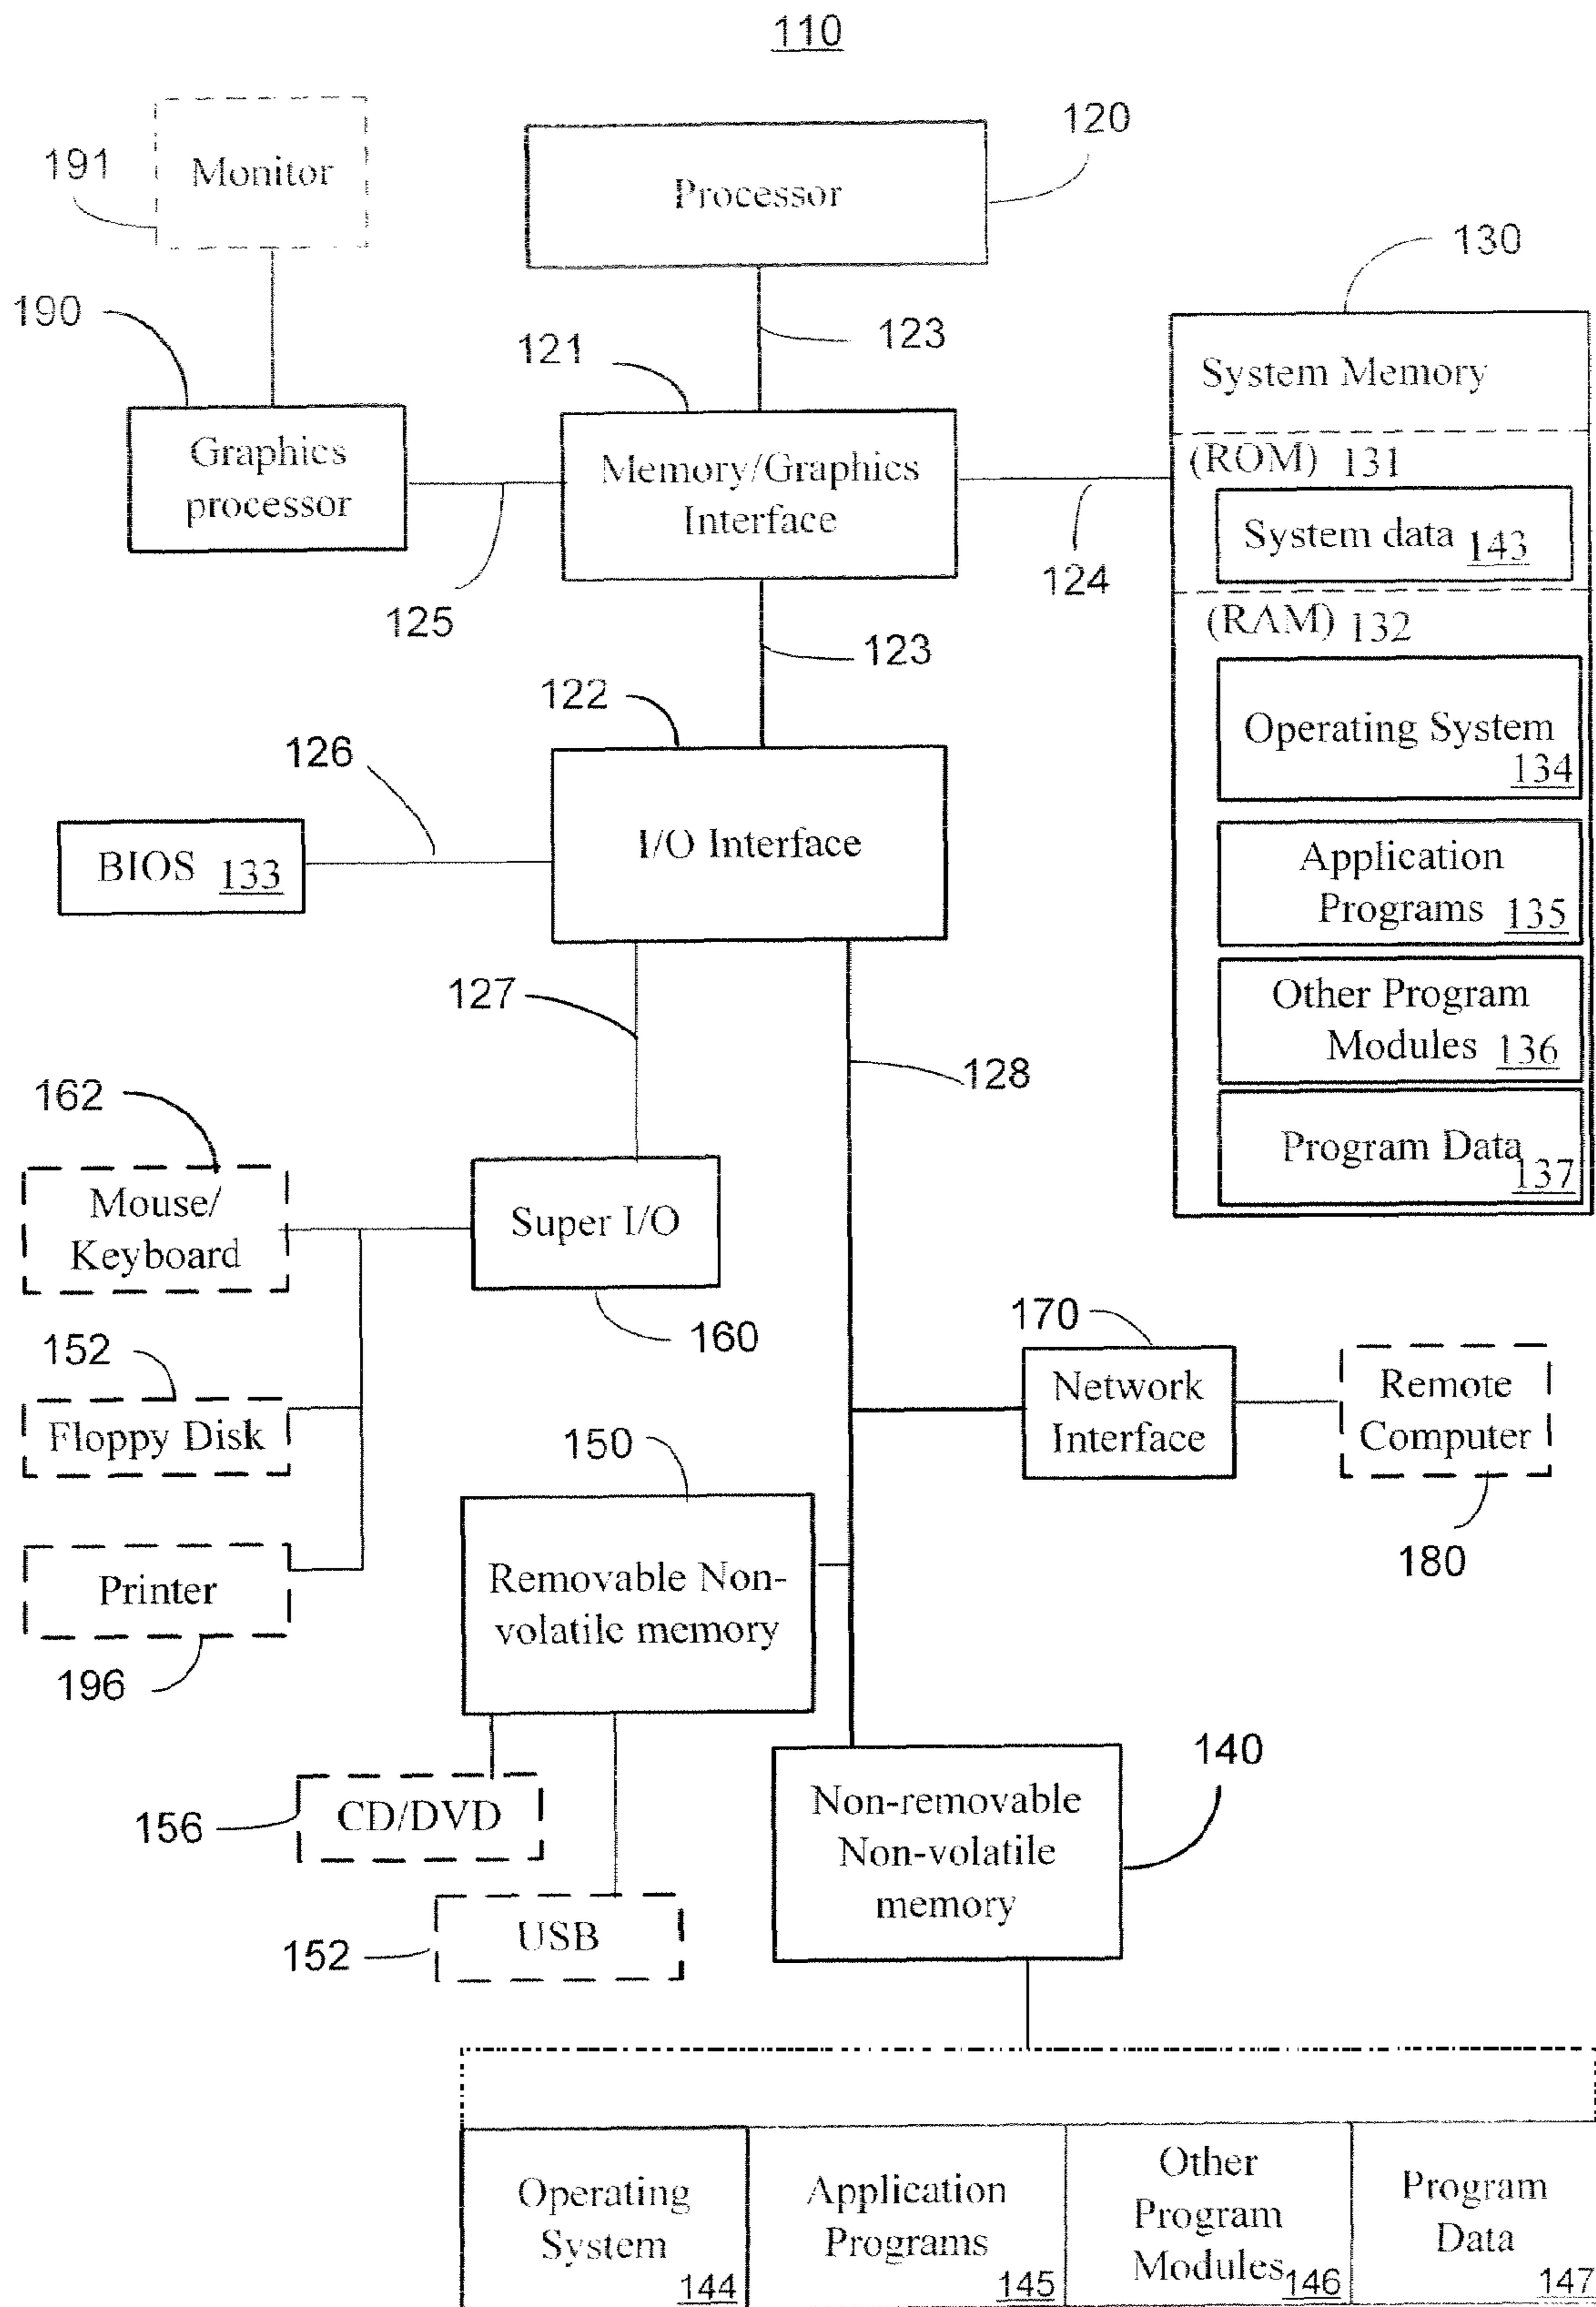 110
191
Monitor
Processor
120
130
190
121
123
System Memory
Graphics
processor
Memory/Graphics
Interface
(ROM) 131
System data 143
125
124
(RAM) 132
123
122
Operating System
134
126
BIOS 133
I/O Interface
Application
Programs 135
127
128
Other Program
Modules 136
Program Data
137
162
Mouse/
Keyboard
Super I/O
160
170
152
Floppy Disk
Network
Interface
Remote
Computer
180
150
Printer
196
Removable Non-
volatile memory
156
CD/DVD
140
Non-removable
Non-volatile
memory
152
USB
Operating
System
144
Application
Programs
145
Other
Program
Modules
146
Program
Data
147